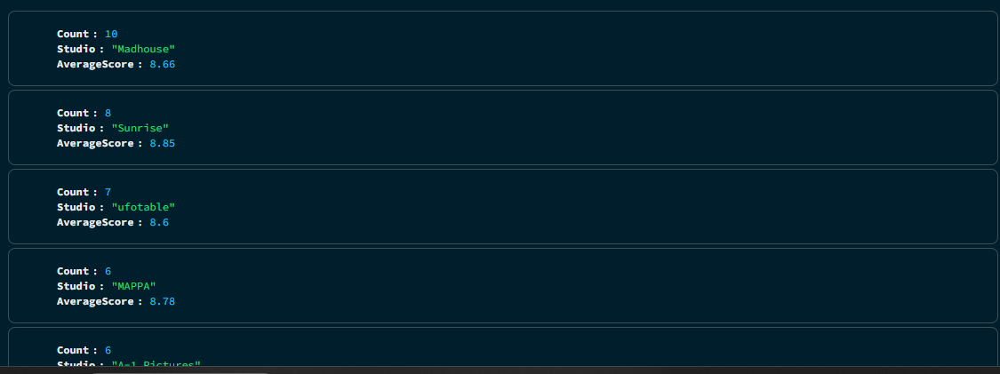 Count : 10
Studio : "Madhouse"
AverageScore : 8.66
Count : 8
Studio : "Sunrise"
AverageScore : 8.85
Count : 7
Studio : "ufotable"
AverageScore : 8.6
Count : 6
Studio : "MAPPA"
AverageScore : 8.78
Count : 6
Studio : "A-1 Pictures"